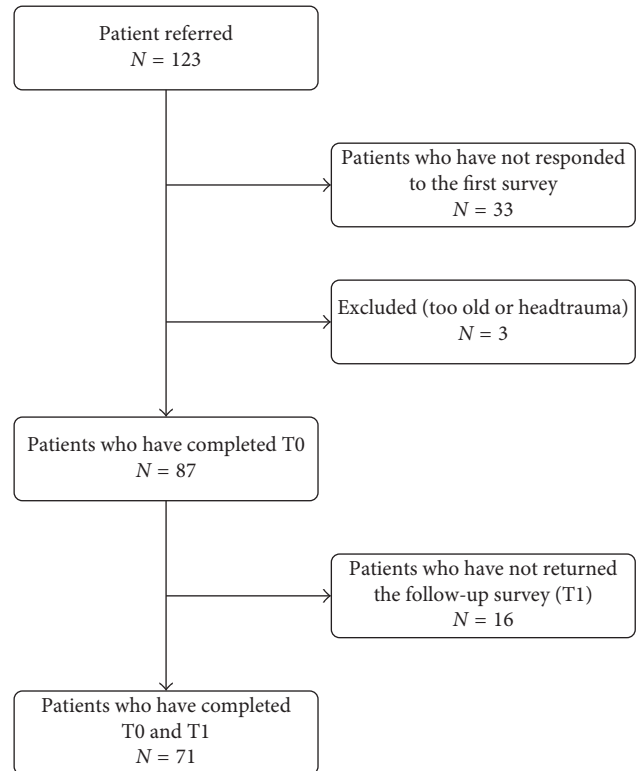 Patient referred
N = 123
Patients who have not responded
to the first survey
N = 33
Excluded (too old or headtrauma)
N = 3
Patients who have completed T0
N = 87
Patients who have not returned
the follow-up survey (T1)
N = 16
Patients who have completed
T0 and T1
N = 71